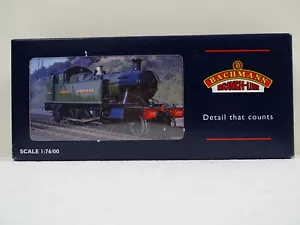 BACHMANN
BRANCH-LINE
Detail that counts
SCALE 1:76/00